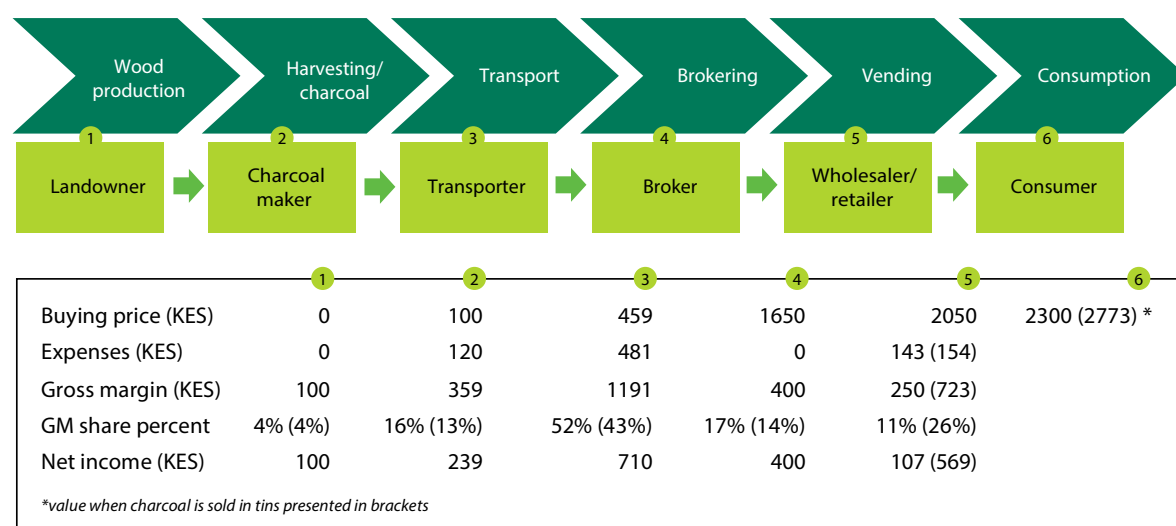 Wood
production
Harvesting/
charcoal
Transport
Brokering
Vending
Consumption
1
2
3
4
5
6
Landowner
Charcoal
maker
Transporter
Broker
Wholesaler/
retailer
Consumer
1 2 3 4 5 6
Buying price (KES) 0 100 459 1650 2050 2300 (2773) *
Expenses (KES) 0 120 481 0 143 (154)
Gross margin (KES) 100 359 1191 400 250 (723)
GM share percent 4% (4%) 16% (13%) 52% (43%) 17% (14%) 11% (26%)
Net income (KES) 100 239 710 400 107 (569)
*value when charcoal is sold in tins presented in brackets